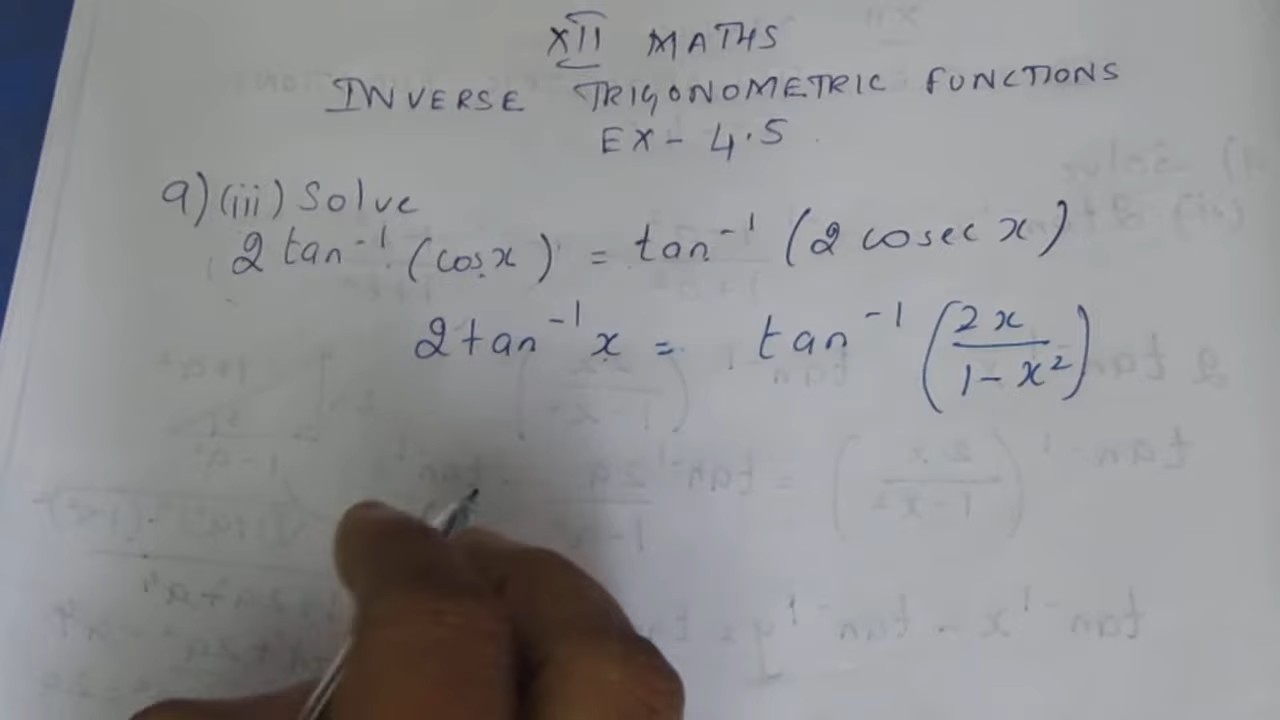 XII MATHS
INVERSE TRIGONOMETRIC FUNCTIONS
EX - 4.5
9) (iii) Solve
2 tan⁻¹ (cos x) = tan⁻¹ (2 cosec x)
2 tan⁻¹ x = tan⁻¹ (2x / 1 - x²)